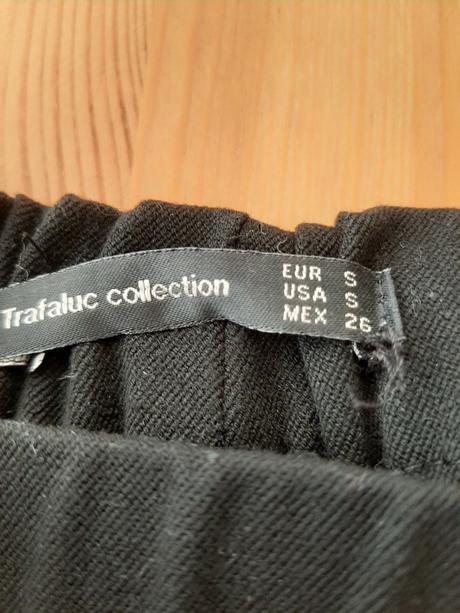 Trafaluc collection
EUR S
USA S
MEX 26